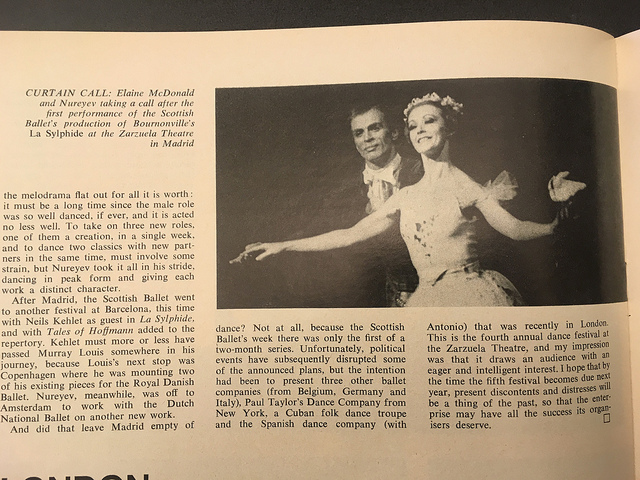 CURTAIN CALL: Elaine McDonald
and Nureyev taking a call after the
first performance of the Scottish
Ballet's production of Bournonville's
La Sylphide at the Zarzuela Theatre
in Madrid
the melodrama flat out for all it is worth:
it must be a long time since the male role
was so well danced, if ever, and it is acted
no less well. To take on three new roles,
one of them a creation, in a single week,
and to dance two classics with new part-
ners in the same time, must involve some
strain, but Nureyev took it all in his stride,
dancing in peak form and giving each
work a distinct character.
After Madrid, the Scottish Ballet went
to another festival at Barcelona, this time
with Neils Kehlet as guest in La Sylphide,
and with Tales of Hoffmann added to the
repertory. Kehlet must more or less have
passed Murray Louis somewhere in his
journey, because Louis's next stop was
Copenhagen where he was mounting two
of his existing pieces for the Royal Danish
Ballet. Nureyev, meanwhile, was off to
Amsterdam to work with the Dutch
National Ballet on another new work.
And did that leave Madrid empty of
dance? Not at all, because the Scottish
Ballet's week there was only the first of a
two-month series. Unfortunately, political
events have subsequently disrupted some
of the announced plans, but the intention
had been to present three other ballet
companies (from Belgium, Germany and
Italy), Paul Taylor's Dance Company from
New York, a Cuban folk dance troupe
and the Spanish dance company (with
Antonio) that was recently in London.
This is the fourth annual dance festival at
the Zarzuela Theatre, and my impression
was that it draws an audience with an
eager and intelligent interest. I hope that by
the time the fifth festival becomes due next
year, present discontents and distresses will
be a thing of the past, so that the enter-
prise may have all the success its organ-
isers deserve.
LONDON